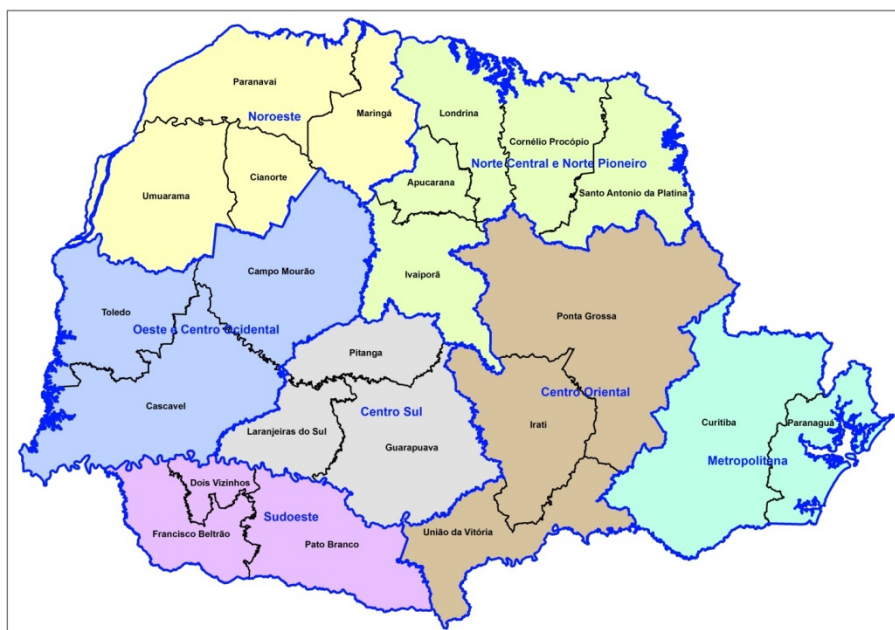 Paranavaí
Noroeste
Maringá
Londrina
Cornélio Procópio
Norte Central e Norte Pioneiro
Cianorte
Apucarana
Umuarama
Santo Antonio da Platina
Campo Mourão
Ivaiporã
Toledo
Oeste e Centro Ocidental
Ponta Grossa
Pitanga
Centro Oriental
Cascavel
Centro Sul
Laranjeiras do Sul
Irati
Curitiba
Paranaguá
Guarapuava
Metropolitana
Dois Vizinhos
Sudoeste
Francisco Beltrão
União da Vitória
Pato Branco